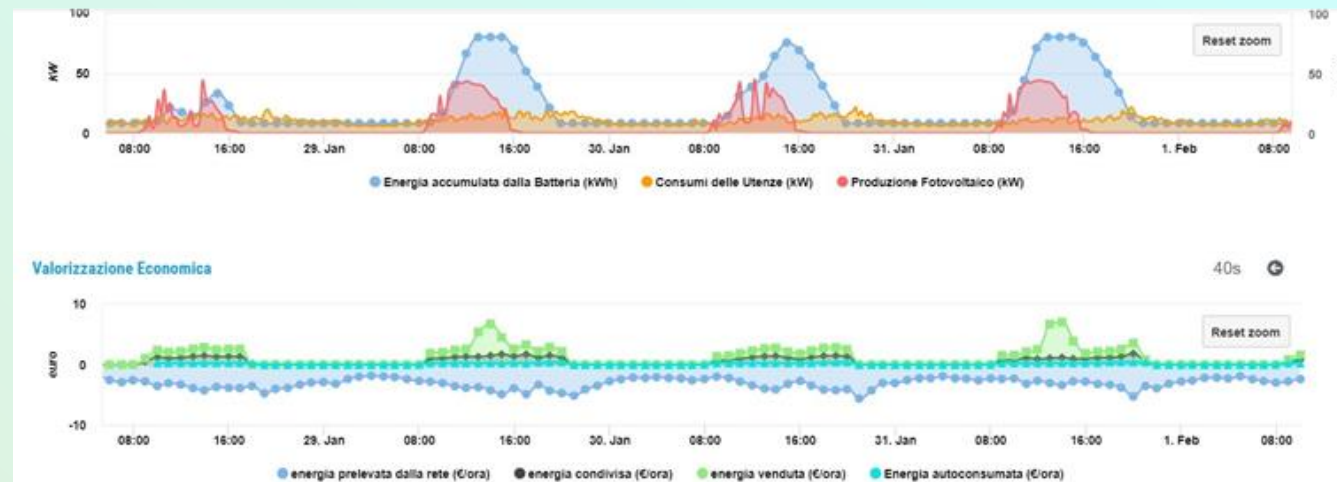 100
100
Reset zoom
kW
50
50
0
0
08:00 16:00 29. Jan 08:00 16:00 30. Jan 08:00 16:00 31. Jan 08:00 16:00 1. Feb 08:00
Energia accumulata dalla Batteria (kWh) Consumi delle Utenze (kW) Produzione Fotovoltaico (kW)
Valorizzazione Economica
40s
10
Reset zoom
euro
0
-10
08:00 16:00 29. Jan 08:00 16:00 30. Jan 08:00 16:00 31. Jan 08:00 16:00 1. Feb 08:00
energia prelevata dalla rete (€/ora) energia condivisa (€/ora) energia venduta (€/ora) Energia autoconsumata (€/ora)